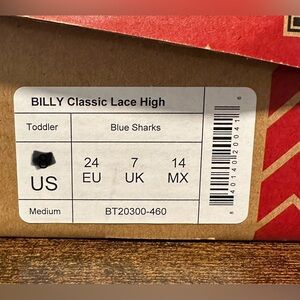 BILLY Classic Lace High
Toddler
Blue Sharks
US
24
EU
7
UK
14
MX
Medium
BT20300-460